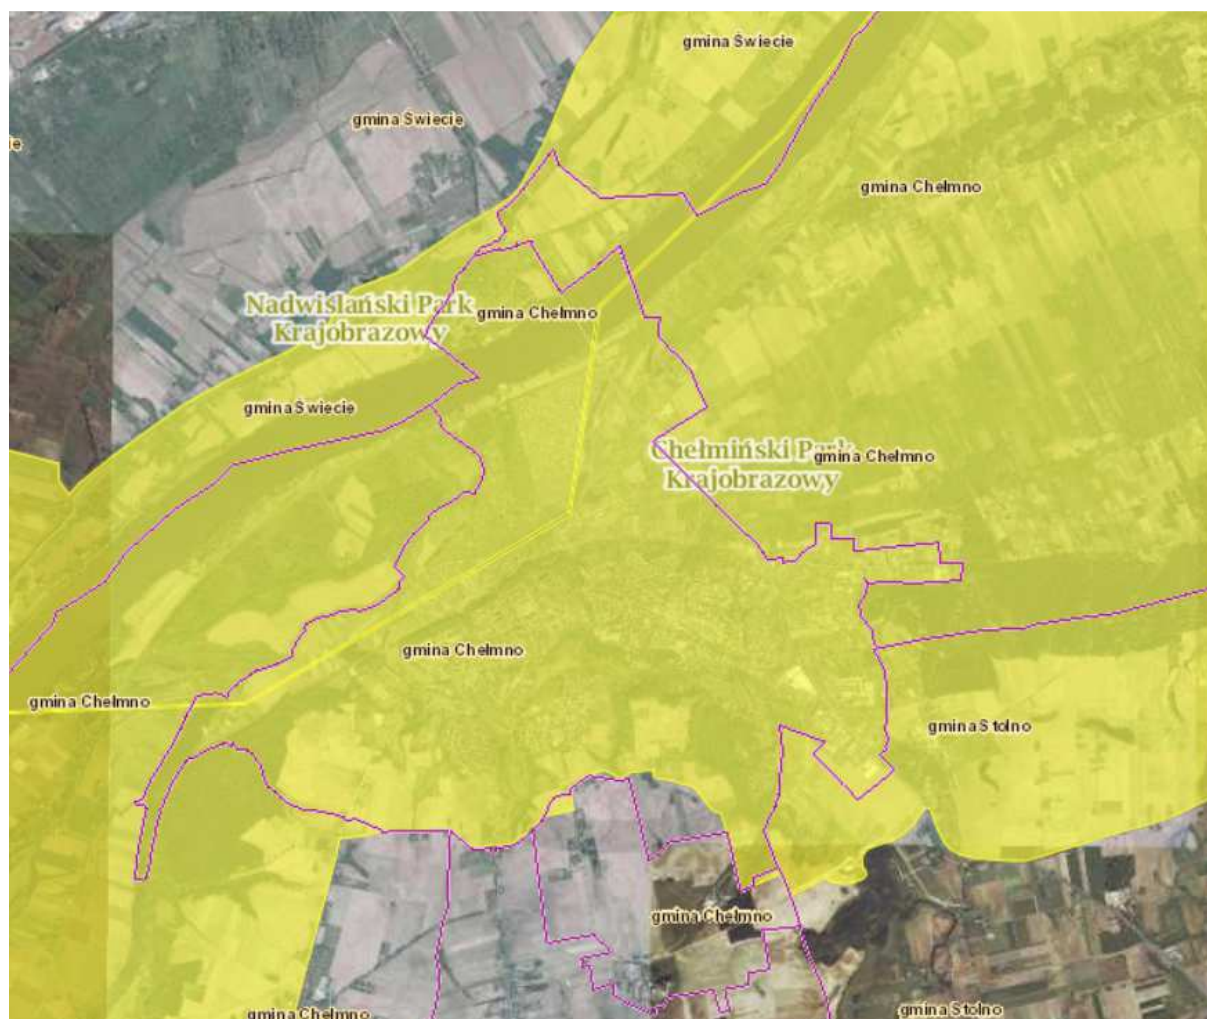 gmina Świecie
gmina Świecie
ie
gmina Chełmno
Nadwiślański Park
Krajobrazowy
gmina Chełmno
gmina Świecie
Chełmiński Park
Krajobrazowy
gmina Chełmno
gmina Chełmno
gmina Chełmno
gmina Stolno
gmina Chełmno
gmina Chełmno
gmina Stolno